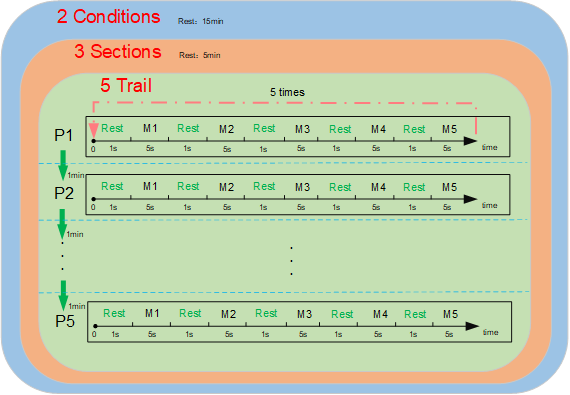 2 Conditions Rest: 15min
3 Sections Rest: 5min
5 Trail
5 times
P1 Rest M1 Rest M2 Rest M3 Rest M4 Rest M5
0 1s 5s 1s 5s 1s 5s 1s 5s 1s 5s time
1min
P2 Rest M1 Rest M2 Rest M3 Rest M4 Rest M5
0 1s 5s 1s 5s 1s 5s 1s 5s 1s 5s time
1min
1min
P5 Rest M1 Rest M2 Rest M3 Rest M4 Rest M5
0 1s 5s 1s 5s 1s 5s 1s 5s 1s 5s time